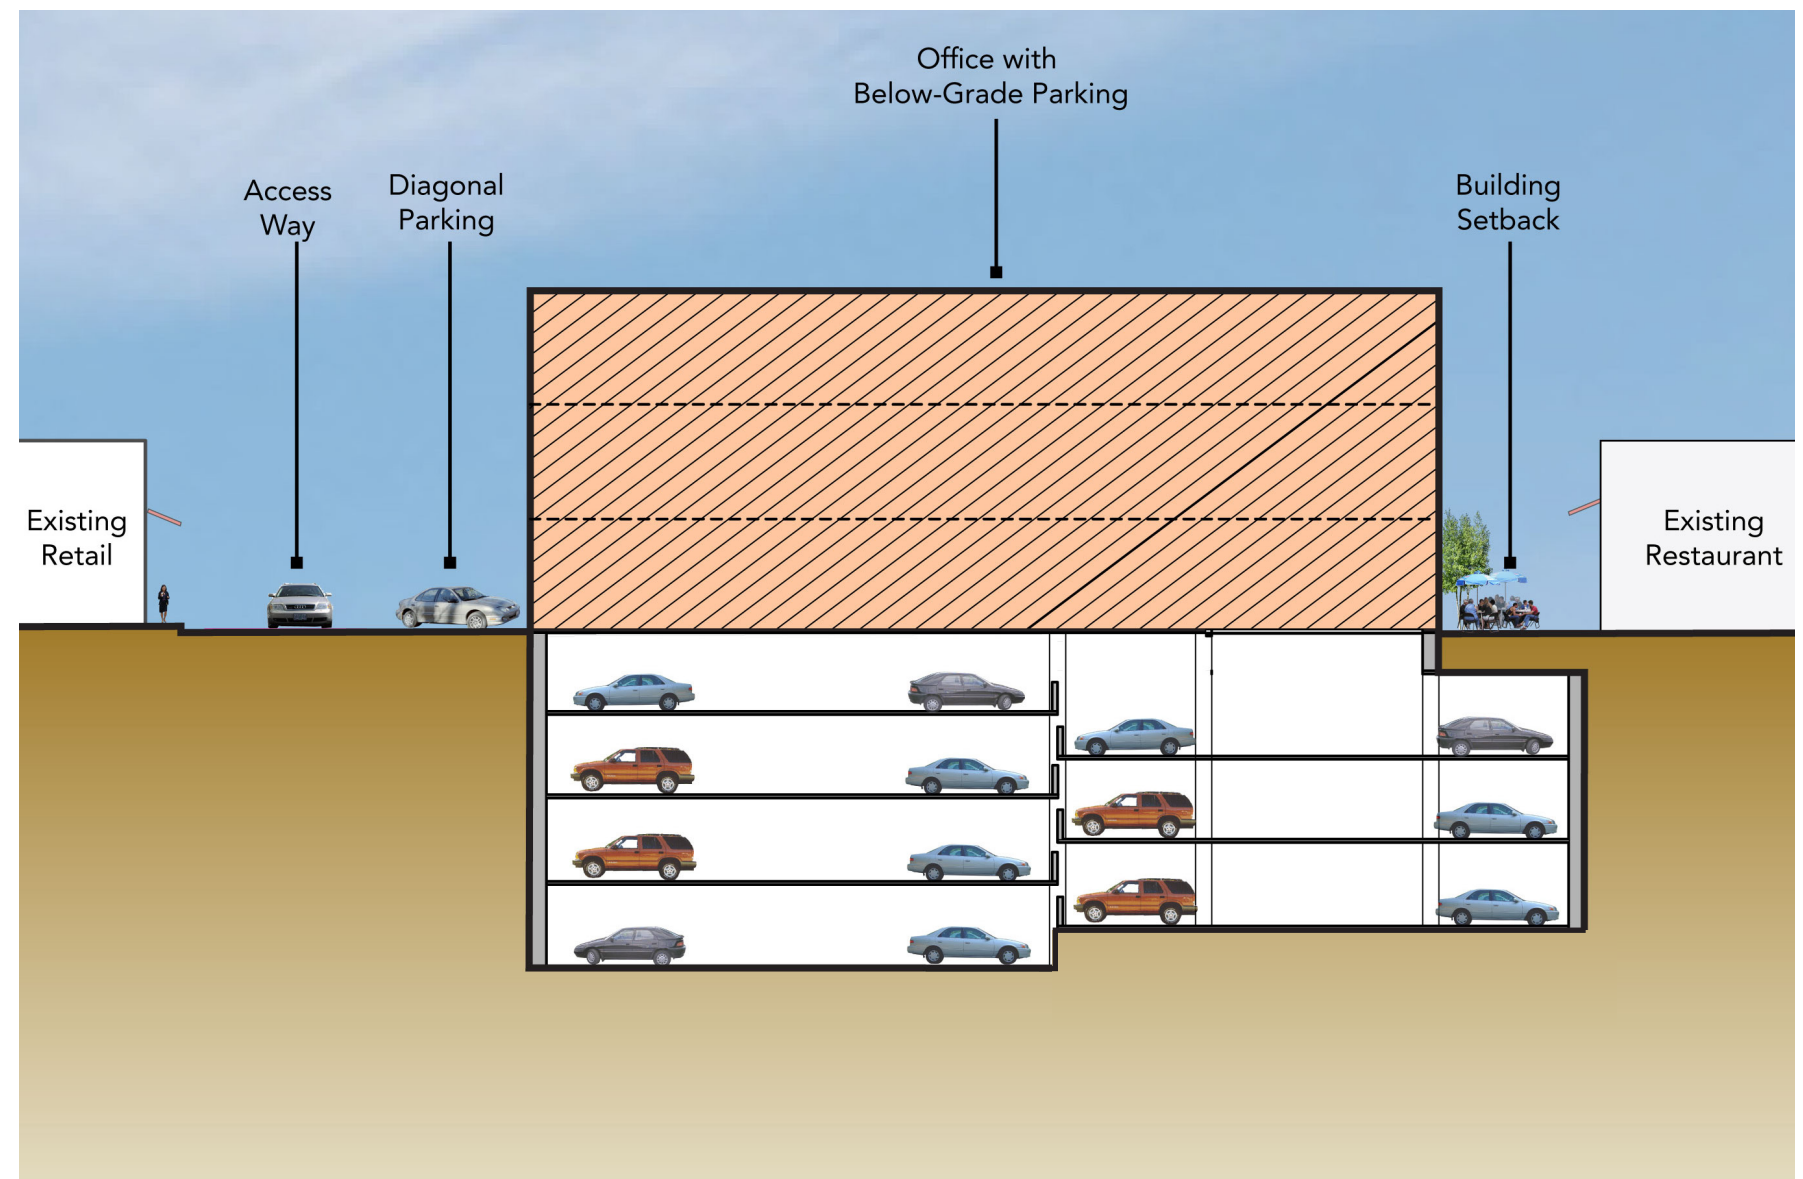 Office with
Below-Grade Parking
Access
Way
Diagonal
Parking
Building
Setback
Existing
Retail
Existing
Restaurant